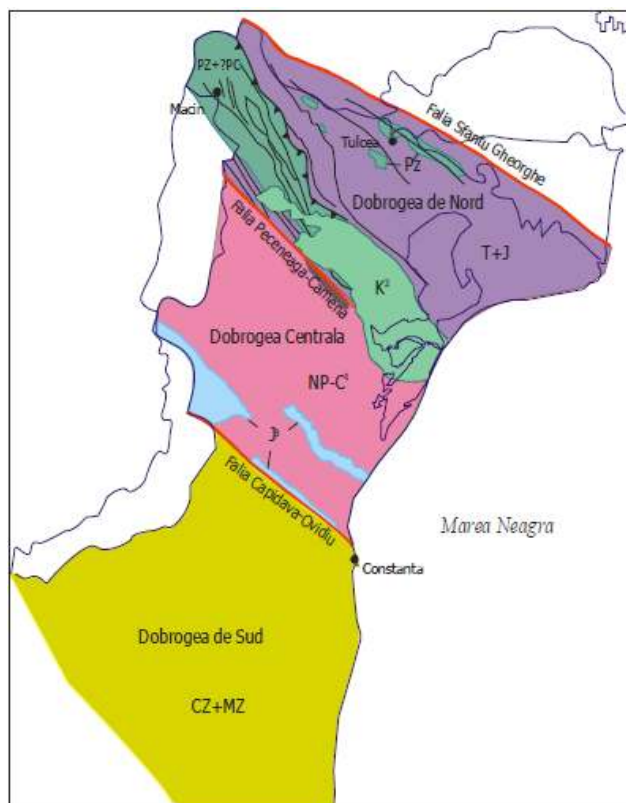 PZ+?PC
Macin
Falia Sfantu Gheorghe
Tulcea
PZ
Dobrogea de Nord
T+J
Falia Peceneaga-Camena
K²
Dobrogea Centrala
NP-C¹
J³
Falia Capidava-Ovidiu
Marea Neagra
Constanta
Dobrogea de Sud
CZ+MZ